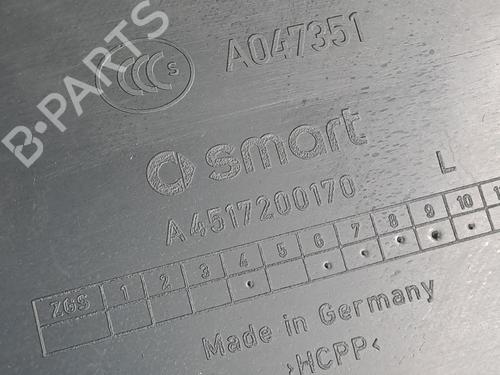 B-PARTS
CCC S
A047351
smart
A4517200170
L
ZGS 1 2 3 4 5 6 7 8 9 10
Made in Germany
>HCPP<